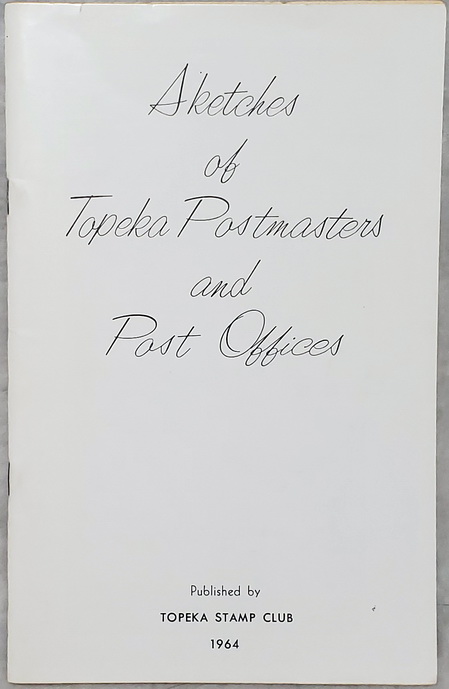 Sketches
of
Topeka Postmasters
and
Post Offices
Published by
TOPEKA STAMP CLUB
1964